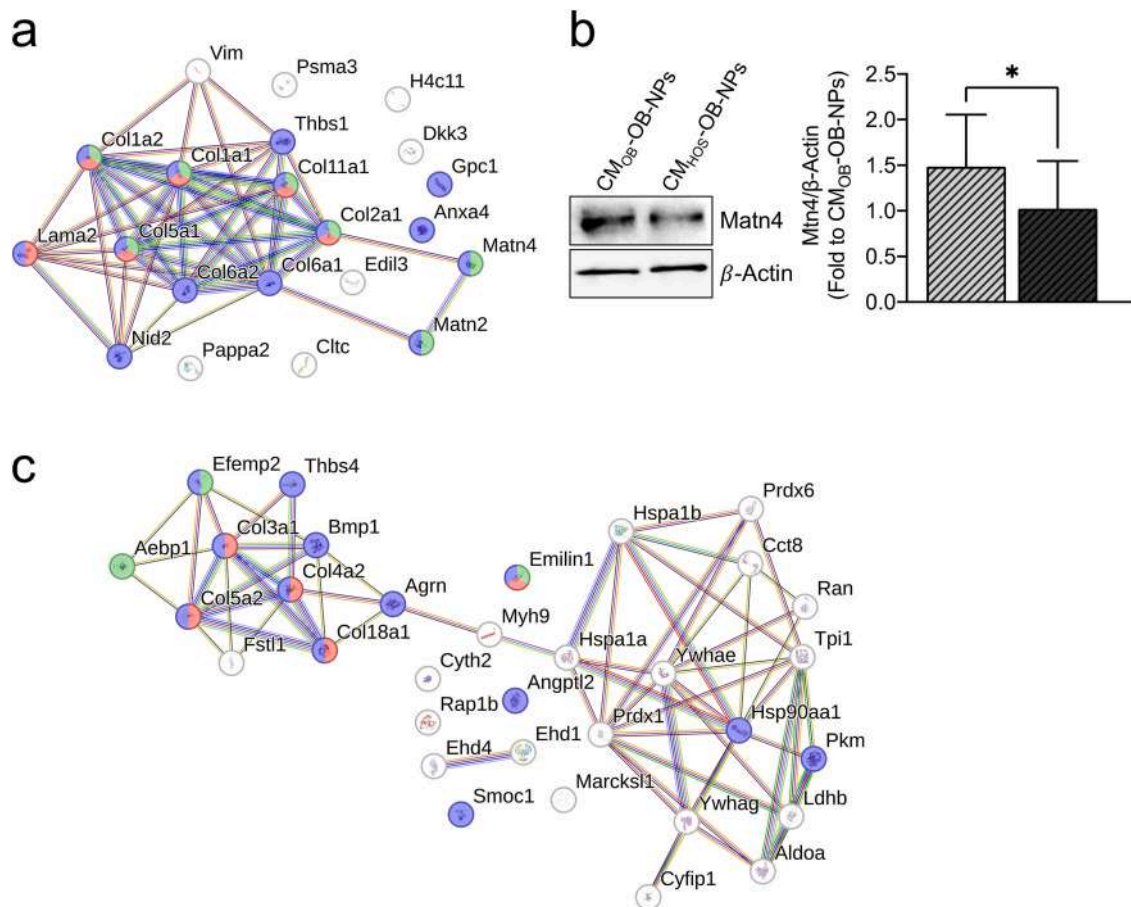 a
Vim
Psma3
H4c11
Thbs1
Dkk3
Col1a2
Col1a1
Col11a1
Gpc1
Col2a1
Anxa4
Lama2
Col5a1
Matn4
Col6a2
Col6a1
Edil3
Nid2
Matn2
Pappa2
Cltc
b
CMOB-OB-NPs
CMHOS-OB-NPs
Matn4
β-Actin
Mtn4/β-Actin
(Fold to CMOB-OB-NPs)
2.5
2.0
1.5
1.0
0.5
0.0
*
c
Efemp2
Thbs4
Prdx6
Hspa1b
Col3a1
Bmp1
Cct8
Aebp1
Emilin1
Col4a2
Agrn
Ran
Col5a2
Myh9
Col18a1
Hspa1a
Tpi1
Fstl1
Ywhae
Cyth2
Angptl2
Rap1b
Prdx1
Hsp90aa1
Ehd1
Pkm
Ehd4
Marcksl1
Smoc1
Ywhag
Ldhb
Aldoa
Cyfip1